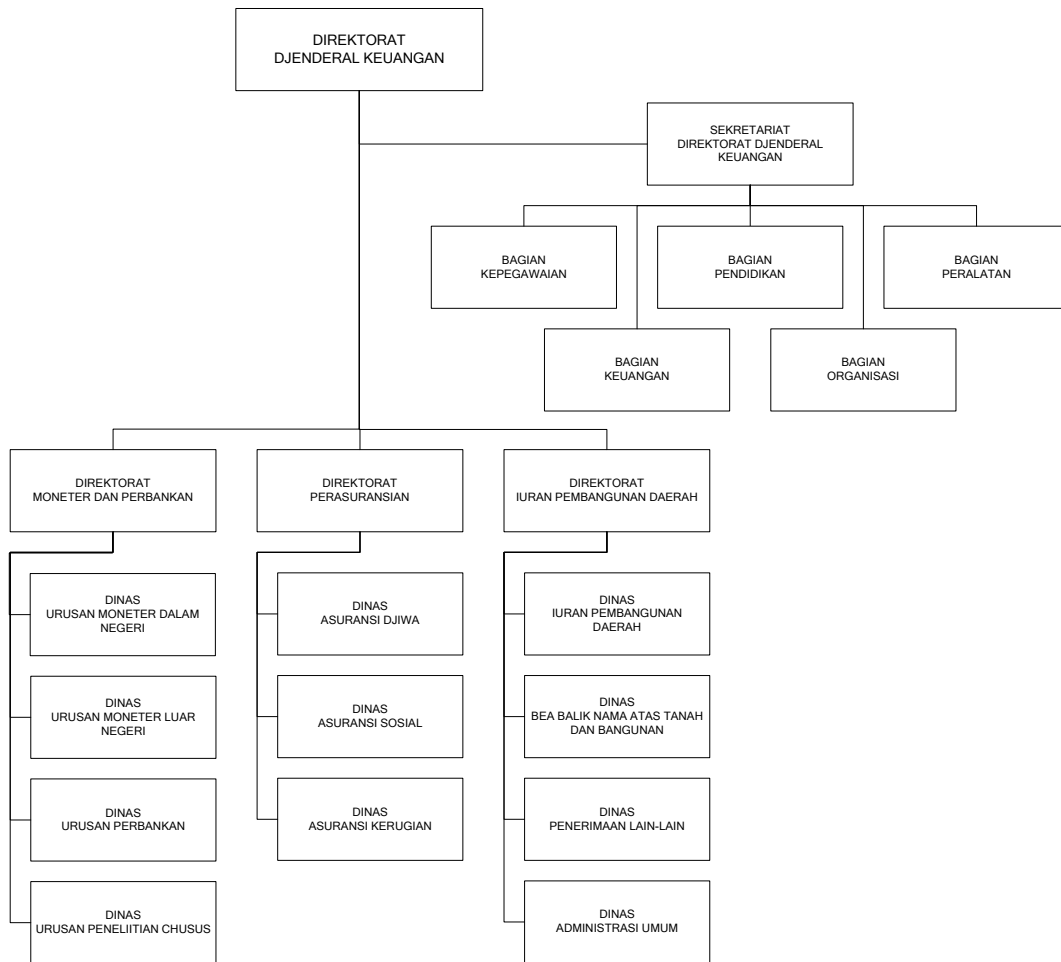 DIREKTORAT
DJENDERAL KEUANGAN
SEKRETARIAT
DIREKTORAT DJENDERAL
KEUANGAN
BAGIAN
KEPEGAWAIAN
BAGIAN
PENDIDIKAN
BAGIAN
PERALATAN
BAGIAN
KEUANGAN
BAGIAN
ORGANISASI
DIREKTORAT
MONETER DAN PERBANKAN
DIREKTORAT
PERASURANSIAN
DIREKTORAT
IURAN PEMBANGUNAN DAERAH
DINAS
URUSAN MONETER DALAM
NEGERI
DINAS
ASURANSI DJIWA
DINAS
IURAN PEMBANGUNAN
DAERAH
DINAS
URUSAN MONETER LUAR
NEGERI
DINAS
ASURANSI SOSIAL
DINAS
BEA BALIK NAMA ATAS TANAH
DAN BANGUNAN
DINAS
URUSAN PERBANKAN
DINAS
ASURANSI KERUGIAN
DINAS
PENERIMAAN LAIN-LAIN
DINAS
URUSAN PENELIITIAN CHUSUS
DINAS
ADMINISTRASI UMUM